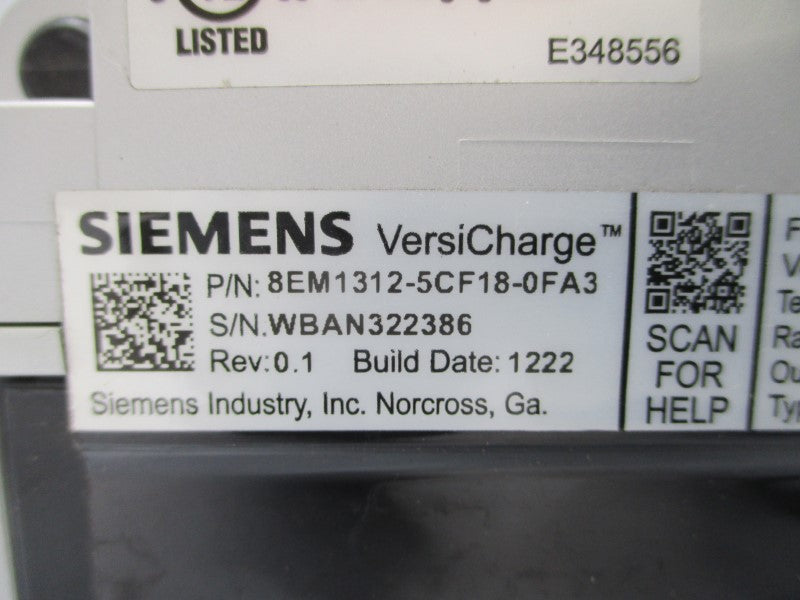 LISTED
E348556
SIEMENS VersiCharge™
P/N: 8EM1312-5CF18-0FA3
S/N.WBAN322386
Rev:0.1 Build Date: 1222
Siemens Industry, Inc. Norcross, Ga.
SCAN
FOR
HELP